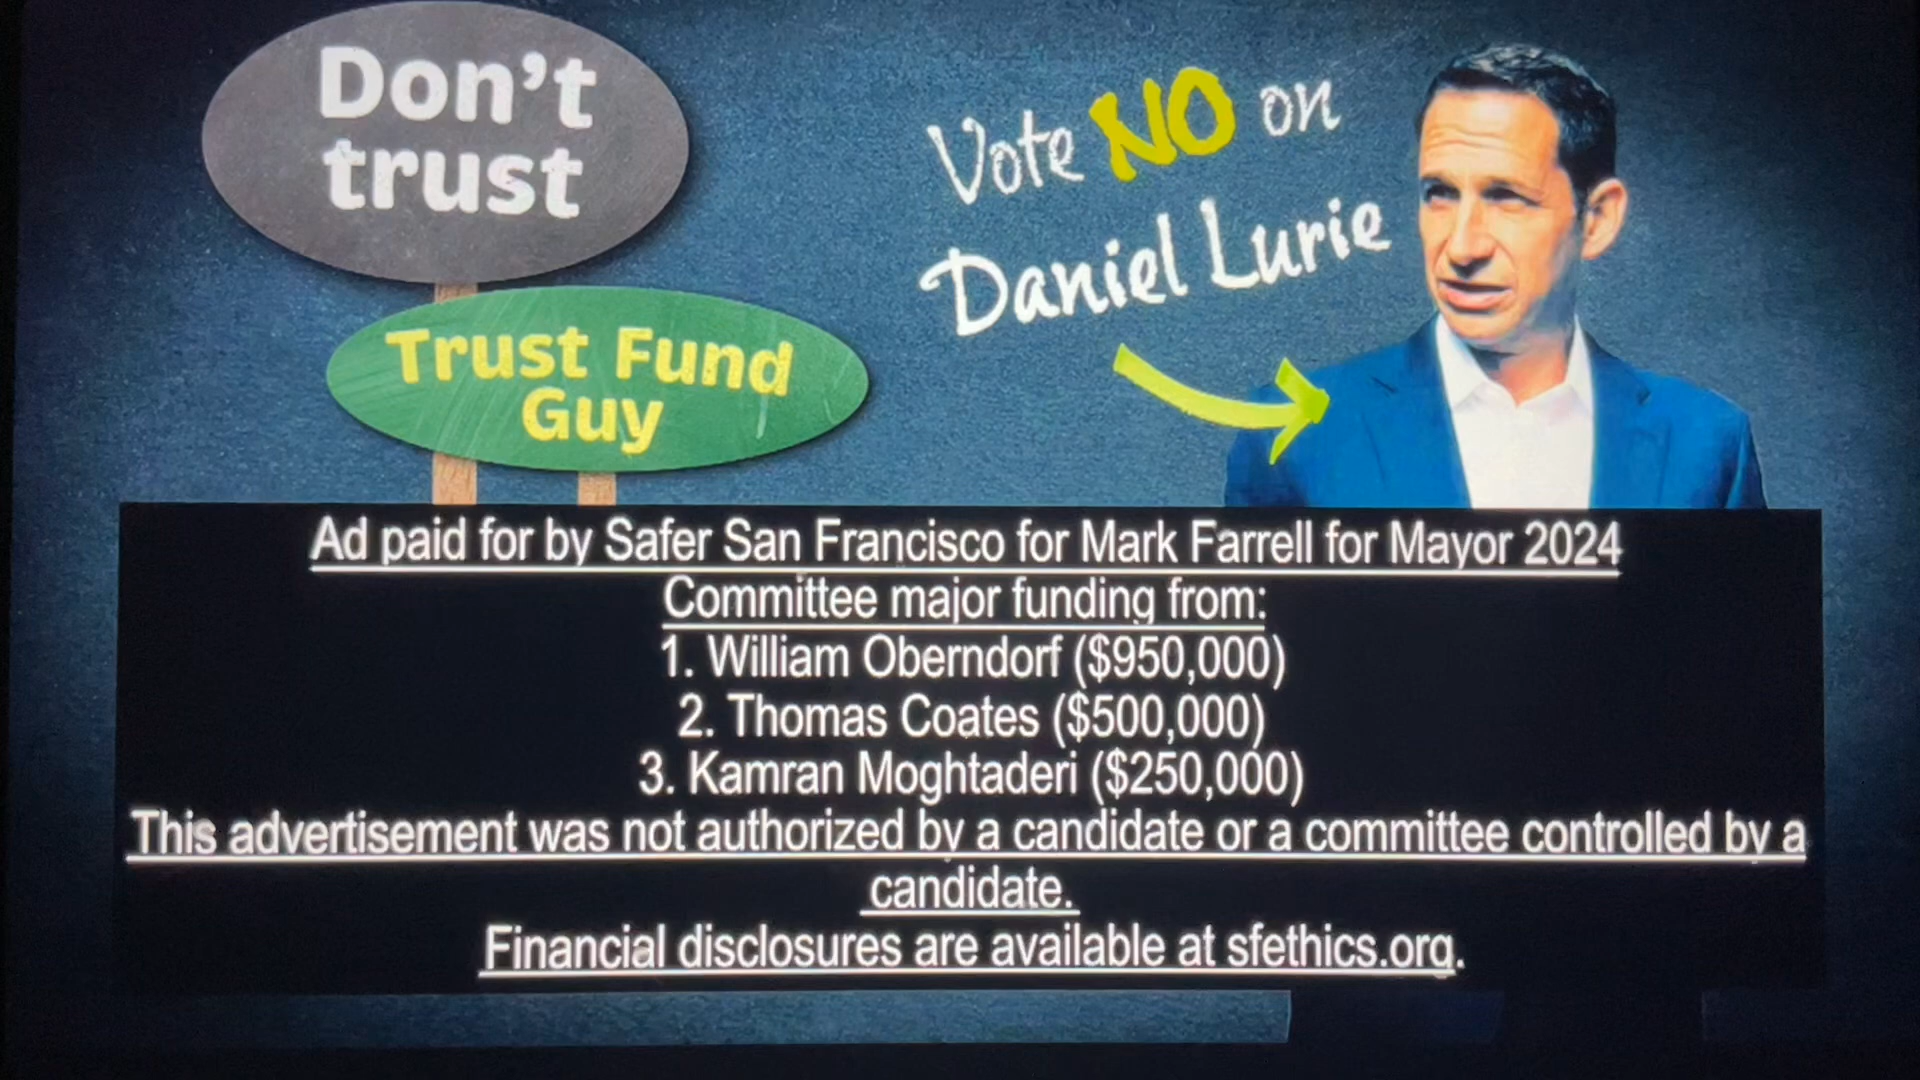 Don't
trust
Trust Fund
Guy
Vote NO on
Daniel Lurie
Ad paid for by Safer San Francisco for Mark Farrell for Mayor 2024
Committee major funding from:
1. William Oberndorf ($950,000)
2. Thomas Coates ($500,000)
3. Kamran Moghtaderi ($250,000)
This advertisement was not authorized by a candidate or a committee controlled by a
candidate.
Financial disclosures are available at sfethics.org.